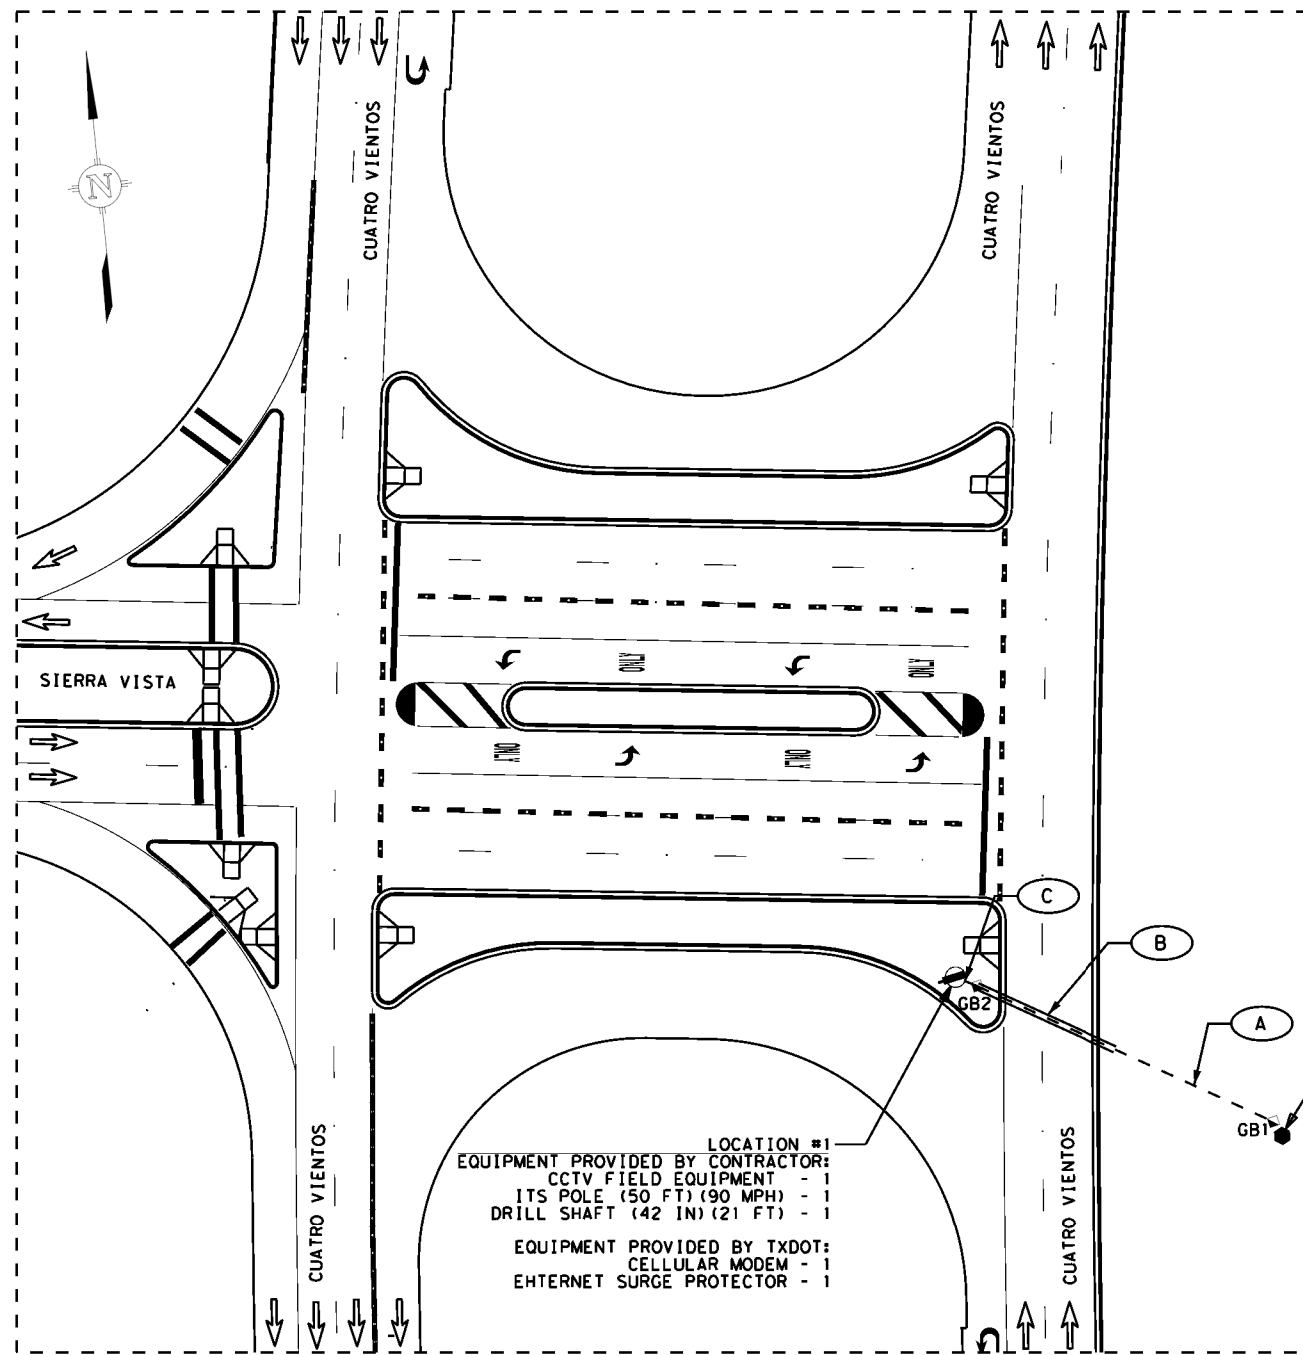 CUATRO VIENTOS
CUATRO VIENTOS
N
SIERRA VISTA
ONLY
ONLY
ONLY
ONLY
C
B
A
GB2
GB1
LOCATION #1
EQUIPMENT PROVIDED BY CONTRACTOR:
CCTV FIELD EQUIPMENT - 1
ITS POLE (50 FT)(90 MPH) - 1
DRILL SHAFT (42 IN)(21 FT) - 1
EQUIPMENT PROVIDED BY TXDOT:
CELLULAR MODEM - 1
EHTERNET SURGE PROTECTOR - 1
CUATRO VIENTOS
CUATRO VIENTOS